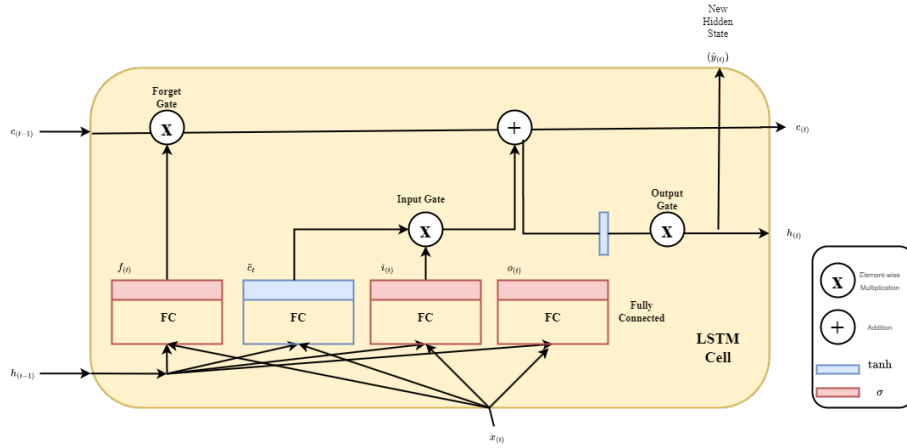 New
Hidden
State
(ŷ(t))
Forget
Gate
c(t−1)
X
+
c(t)
Input Gate
X
Output
Gate
X
h(t)
f(t)
c̃t
i(t)
o(t)
FC
FC
FC
FC
Fully
Connected
LSTM
Cell
h(t−1)
x(t)
X
Element-wise
Multiplication
+
Addition
tanh
σ